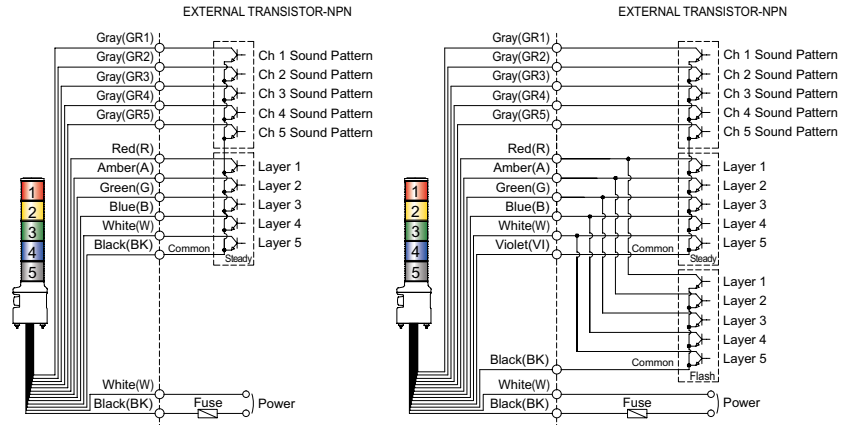 EXTERNAL TRANSISTOR-NPN
Gray(GR1)
Gray(GR2)
Gray(GR3)
Gray(GR4)
Gray(GR5)
Ch 1 Sound Pattern
Ch 2 Sound Pattern
Ch 3 Sound Pattern
Ch 4 Sound Pattern
Ch 5 Sound Pattern
Red(R)
Amber(A)
Green(G)
Blue(B)
White(W)
Black(BK)
Common
Layer 1
Layer 2
Layer 3
Layer 4
Layer 5
Steady
1
2
3
4
5
White(W)
Black(BK)
Fuse
Power
EXTERNAL TRANSISTOR-NPN
Gray(GR1)
Gray(GR2)
Gray(GR3)
Gray(GR4)
Gray(GR5)
Ch 1 Sound Pattern
Ch 2 Sound Pattern
Ch 3 Sound Pattern
Ch 4 Sound Pattern
Ch 5 Sound Pattern
Red(R)
Amber(A)
Green(G)
Blue(B)
White(W)
Violet(VI)
Common
Layer 1
Layer 2
Layer 3
Layer 4
Layer 5
Steady
1
2
3
4
5
Layer 1
Layer 2
Layer 3
Layer 4
Layer 5
Black(BK)
Common
Flash
White(W)
Black(BK)
Fuse
Power